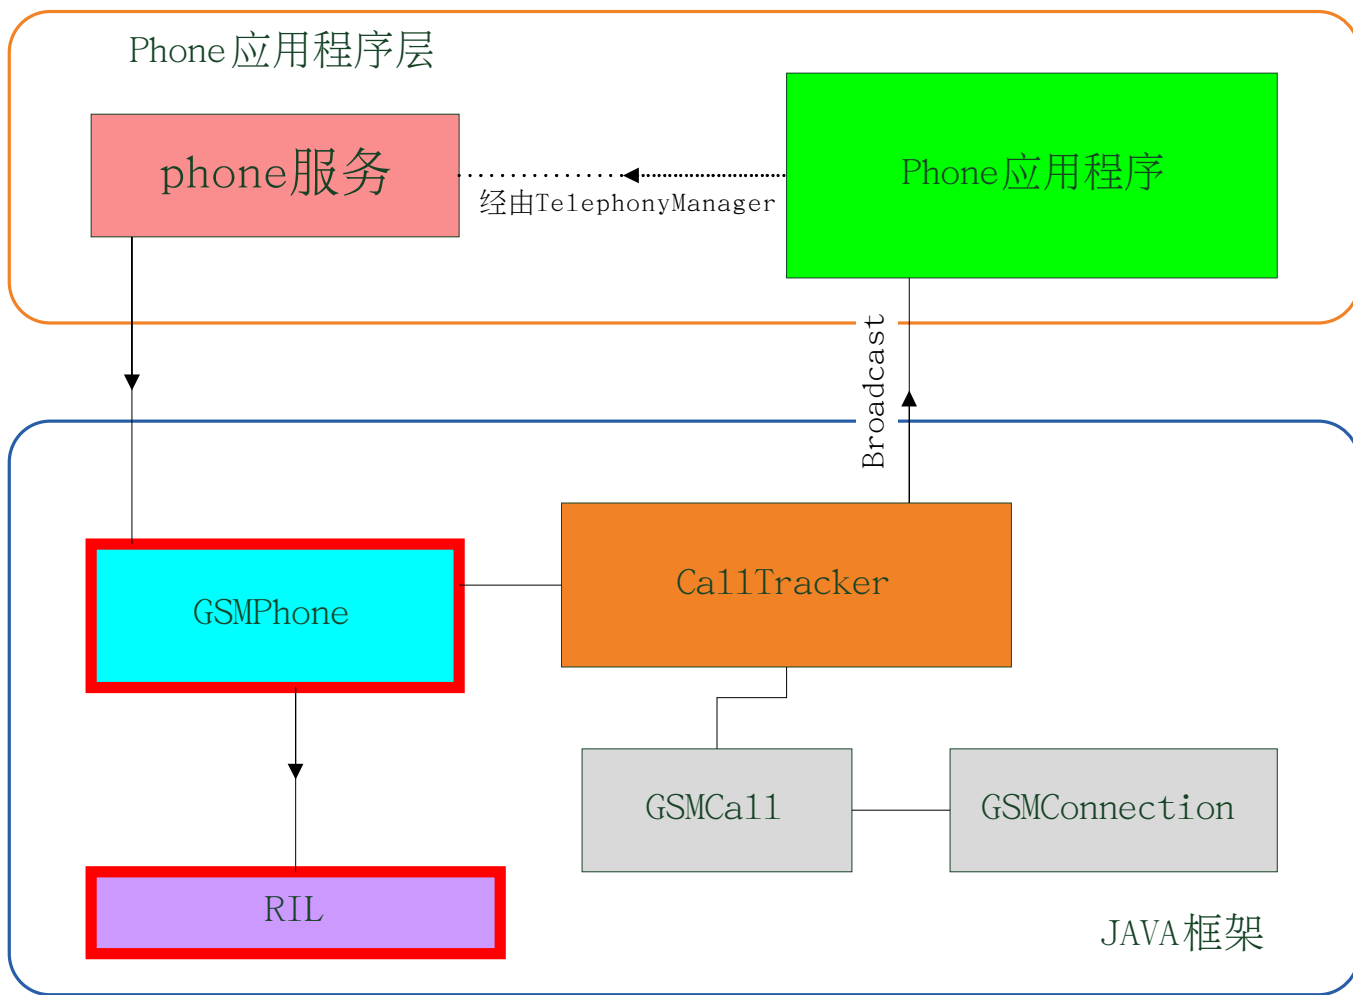 Phone应用程序层
phone服务
Phone应用程序
经由TelephonyManager
Broadcast
CallTracker
GSMPhone
GSMCall
GSMConnection
RIL
JAVA框架